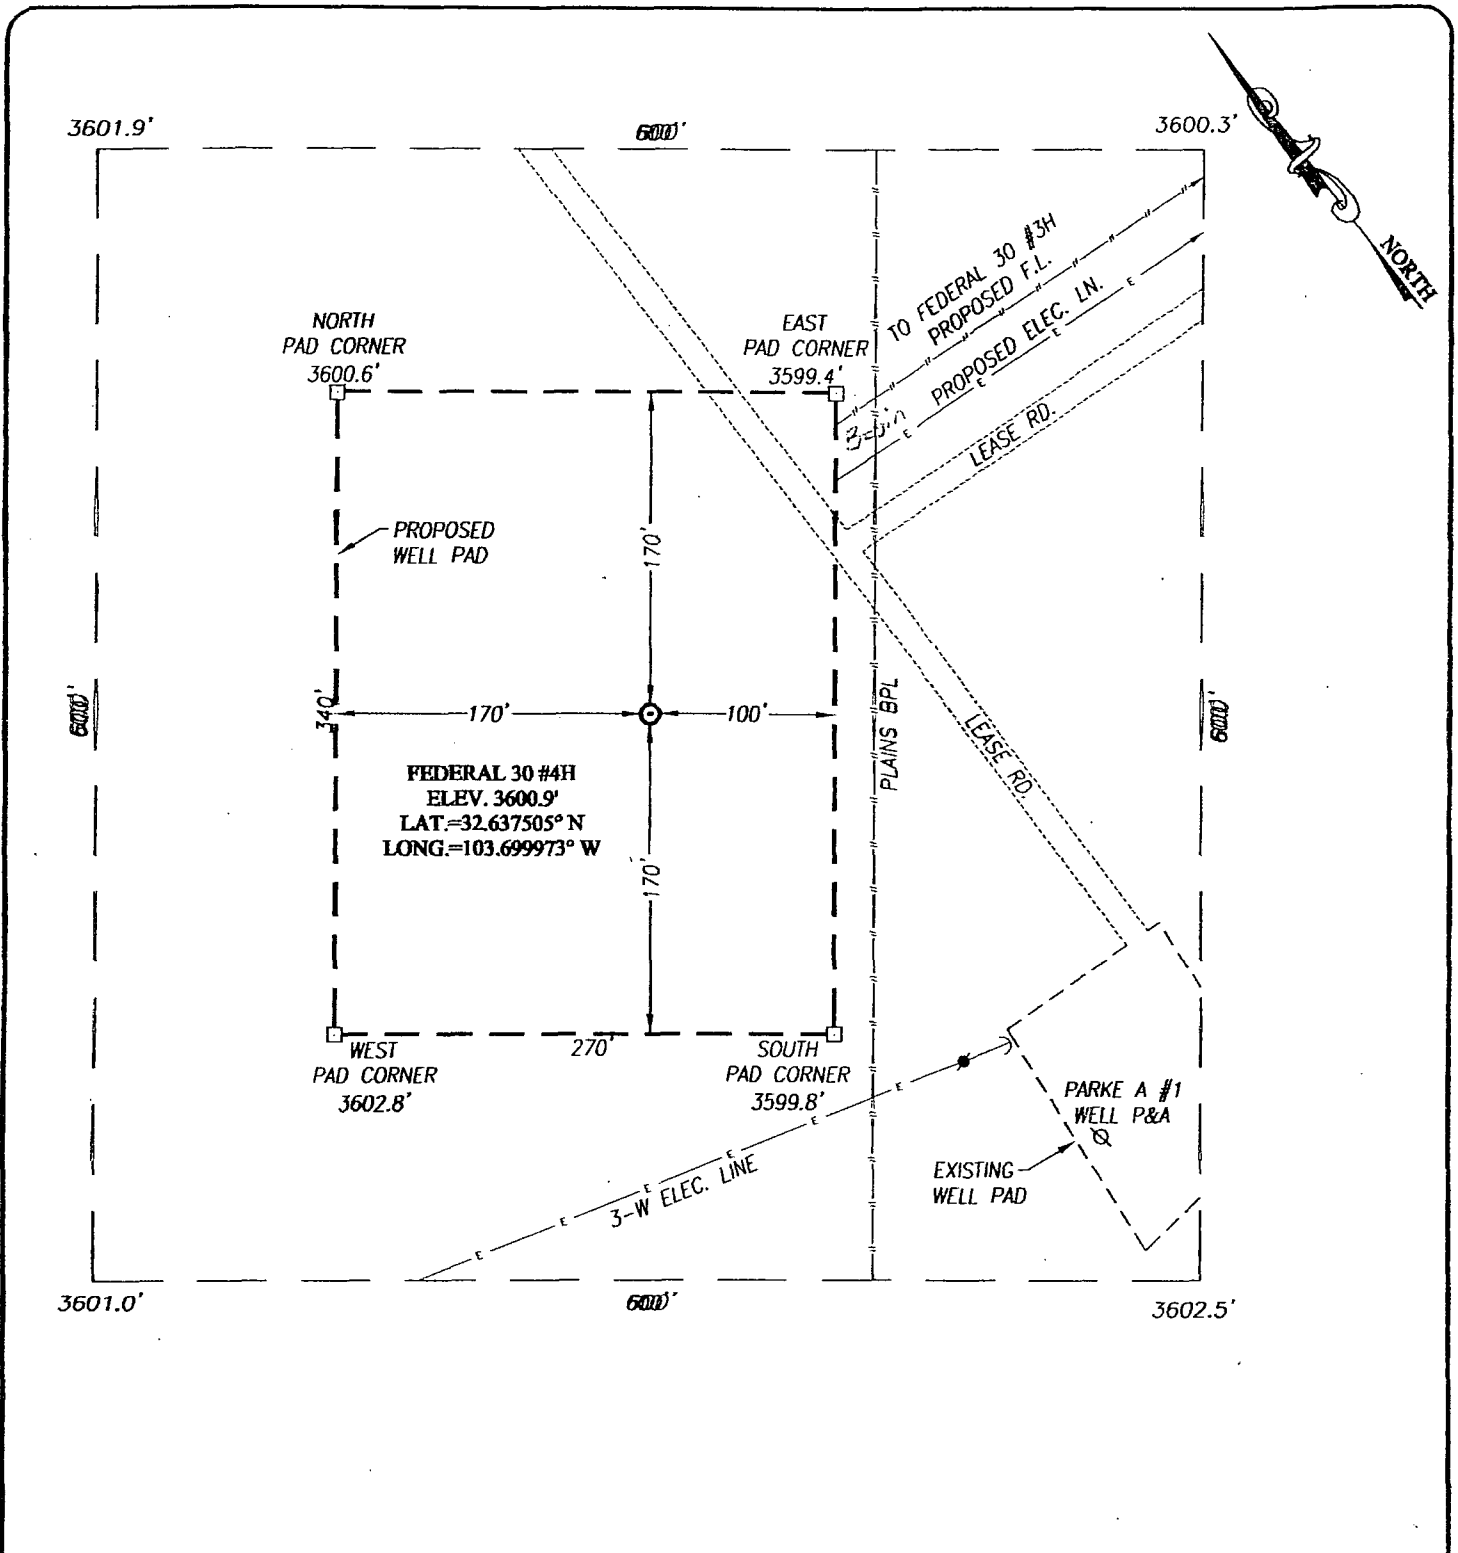 3601.9'
600'
3600.3'
NORTH
TO FEDERAL 30 #3H
PROPOSED F.L.
PROPOSED ELEC. LN.
E
E
E
LEASE RD.
NORTH
PAD CORNER
3600.6'
EAST
PAD CORNER
3599.4'
PROPOSED
WELL PAD
170'
600'
340'
170'
100'
PLAINS BPL
LEASE RD.
600'
FEDERAL 30 #4H
ELEV. 3600.9'
LAT.=32.637505° N
LONG.=103.699973° W
170'
WEST
PAD CORNER
3602.8'
270'
SOUTH
PAD CORNER
3599.8'
PARKE A #1
WELL P&A
EXISTING
WELL PAD
E
E
E
E
E
E
3-W ELEC. LINE
3601.0'
600'
3602.5'